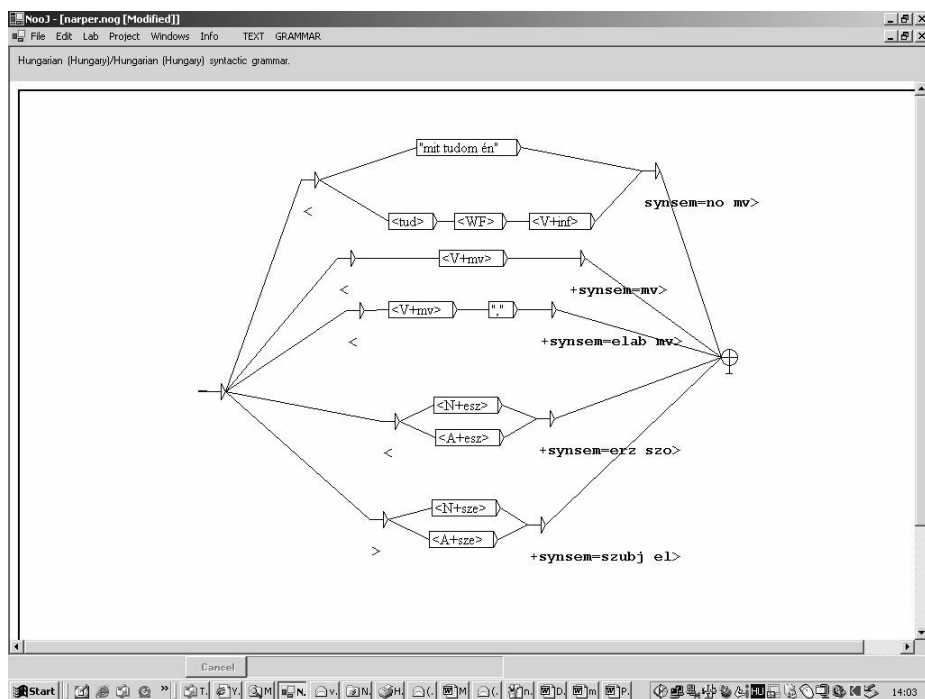 NooJ - [narper.nog [Modified]]
File Edit Lab Project Windows Info TEXT GRAMMAR
Hungarian (Hungary)/Hungarian (Hungary) syntactic grammar.
"mit tudom én"
<
synsem=no mv>
<tud> <WF> <V+inf>
<V+mv>
<
+synsem=mv>
<V+mv> ","
<
+synsem=elab mv>
<N+esz>
<A+esz>
<
+synsem=erz szo>
<N+sze>
<A+sze>
>
+synsem=szubj el>
Cancel
Start » T. Y. M N. v. N. H. (. M (. n. D. m P. HU 14:03